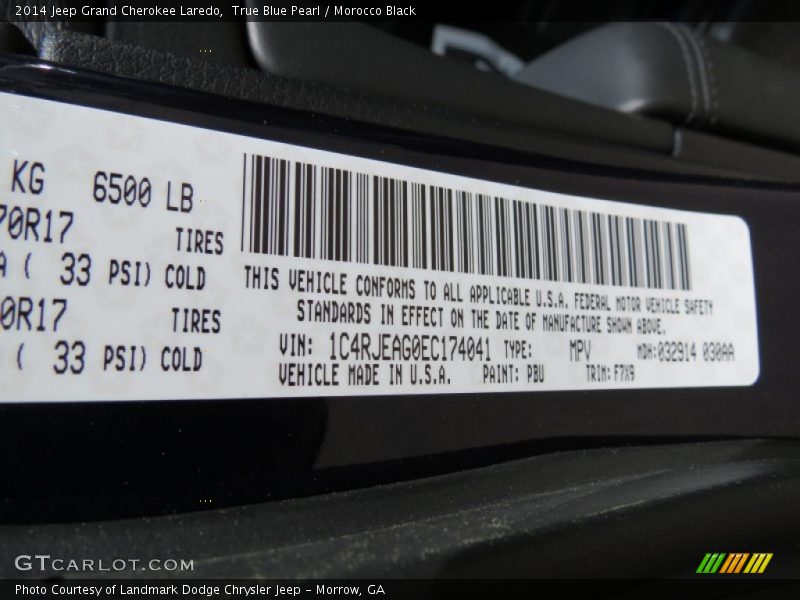 2014 Jeep Grand Cherokee Laredo,  True Blue Pearl / Morocco Black
KG 6500 LB
70R17 TIRES
( 33 PSI) COLD
0R17 TIRES
( 33 PSI) COLD
THIS VEHICLE CONFORMS TO ALL APPLICABLE U.S.A. FEDERAL MOTOR VEHICLE SAFETY
STANDARDS IN EFFECT ON THE DATE OF MANUFACTURE SHOWN ABOVE.
VIN: 1C4RJEAG0EC174041 TYPE: MPV MDH:032914 030AA
VEHICLE MADE IN U.S.A. PAINT: PBU TRIM: F7X9
GTCARLOT.COM
Photo Courtesy of Landmark Dodge Chrysler Jeep - Morrow, GA